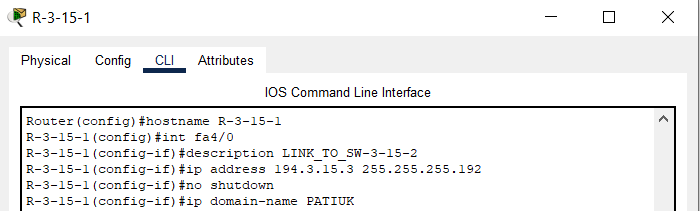 R-3-15-1
Physical Config CLI Attributes
IOS Command Line Interface
Router(config)#hostname R-3-15-1
R-3-15-1(config)#int fa4/0
R-3-15-1(config-if)#description LINK_TO_SW-3-15-2
R-3-15-1(config-if)#ip address 194.3.15.3 255.255.255.192
R-3-15-1(config-if)#no shutdown
R-3-15-1(config-if)#ip domain-name PATIUK